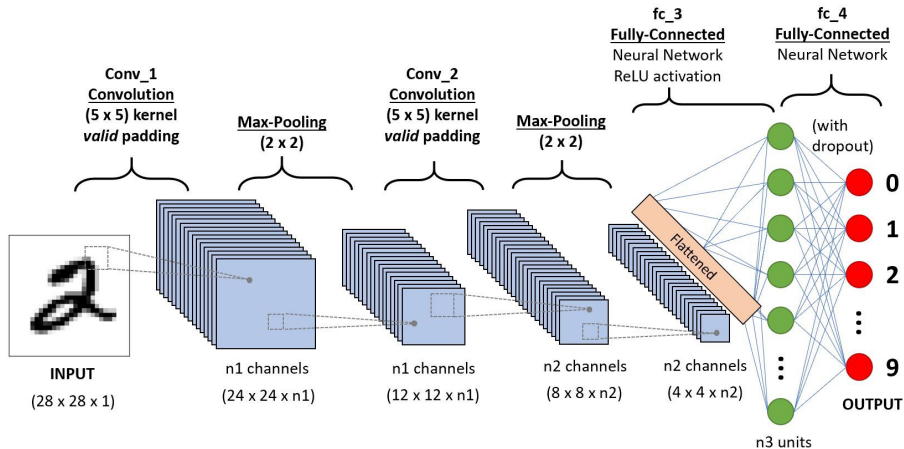 Conv_1
Convolution
(5 x 5) kernel
valid padding
Max-Pooling
(2 x 2)
Conv_2
Convolution
(5 x 5) kernel
valid padding
Max-Pooling
(2 x 2)
fc_3
Fully-Connected
Neural Network
ReLU activation
fc_4
Fully-Connected
Neural Network
(with
dropout)
Flattened
0
1
2
9
OUTPUT
INPUT
(28 x 28 x 1)
n1 channels
(24 x 24 x n1)
n1 channels
(12 x 12 x n1)
n2 channels
(8 x 8 x n2)
n2 channels
(4 x 4 x n2)
n3 units
2